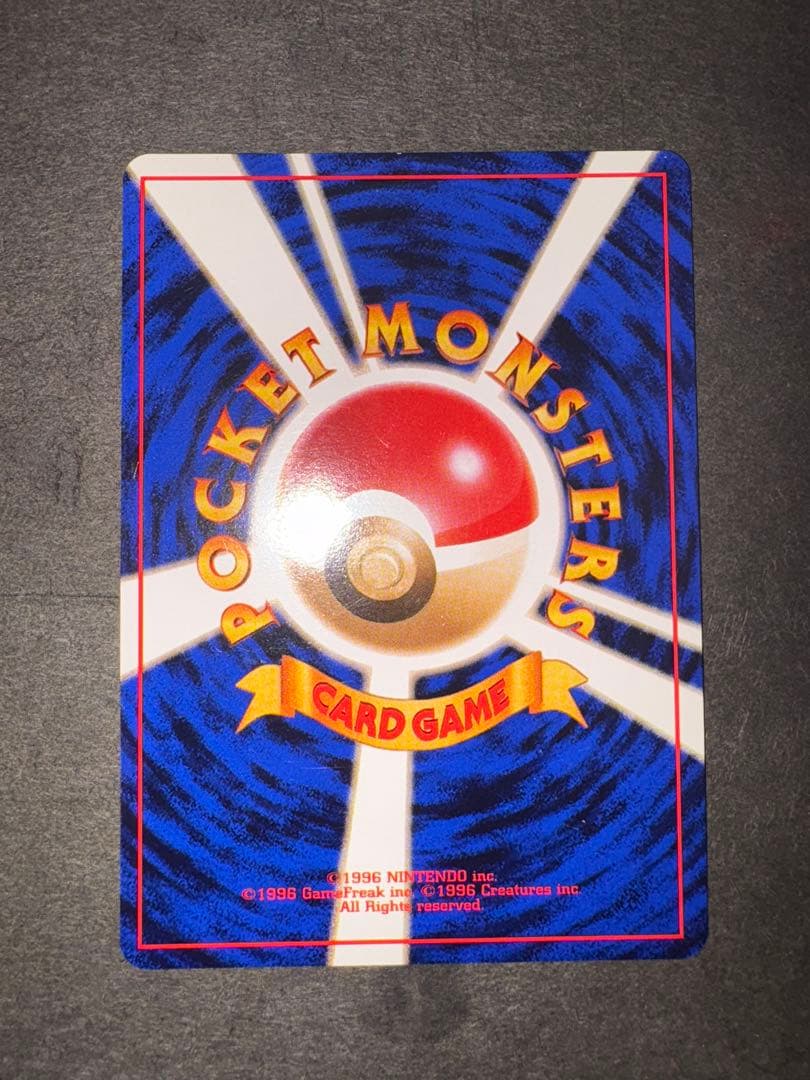 POCKET MONSTERS
CARD GAME
©1996 NINTENDO inc.
©1996 GameFreak inc. ©1996 Creatures inc.
All Rights reserved.